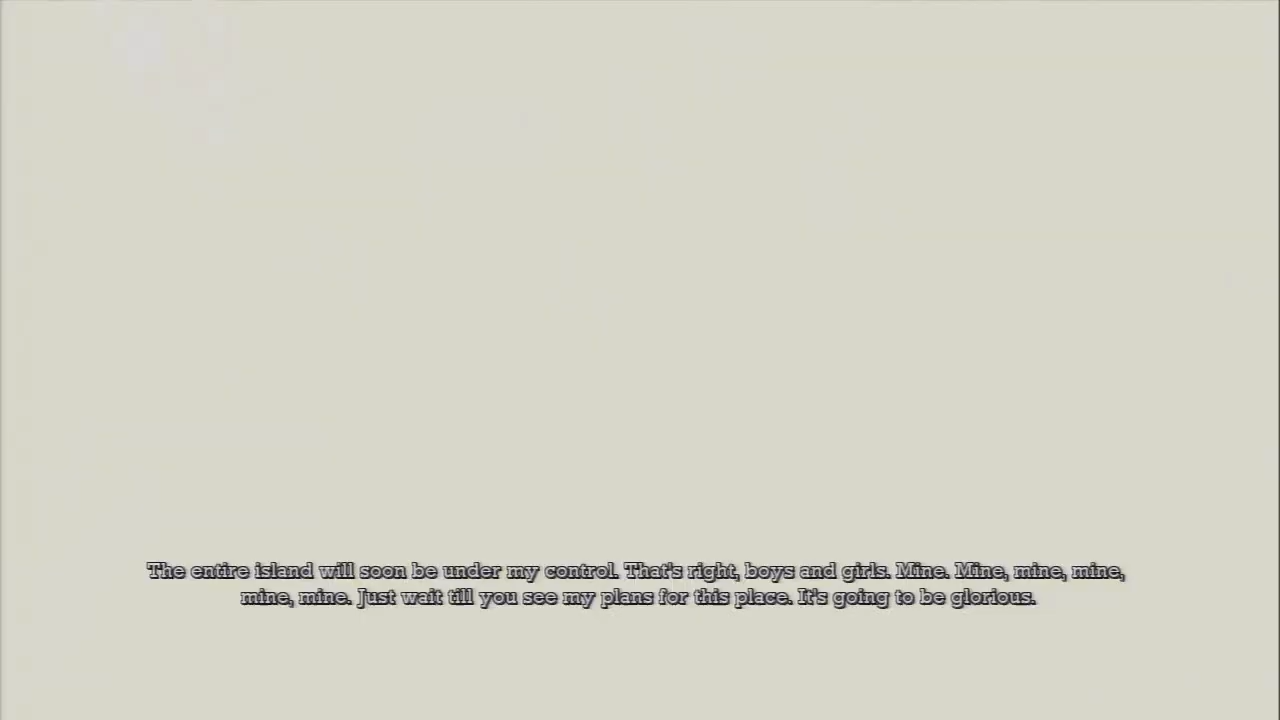 The entire island will soon be under my control. That's right, boys and girls. Mine. Mine, mine, mine,
mine, mine. Just wait till you see my plans for this place. It's going to be glorious.